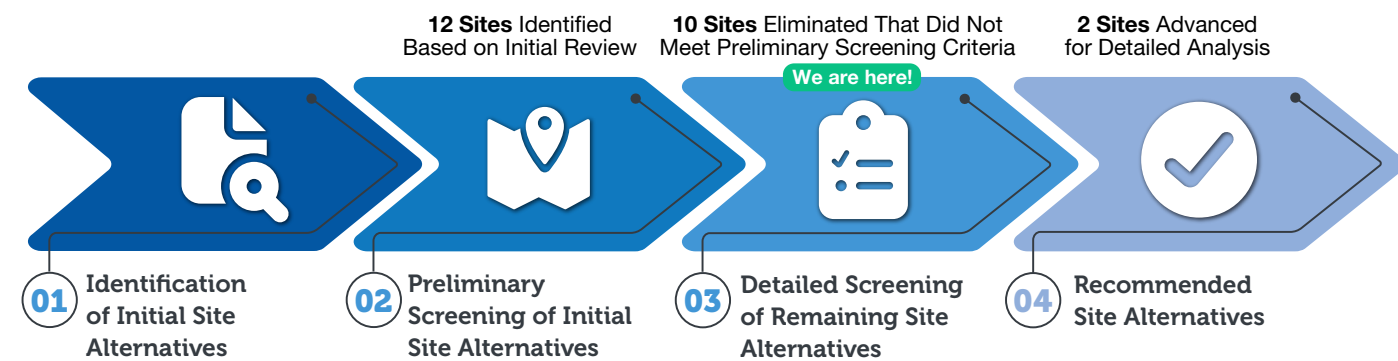 12 Sites Identified
Based on Initial Review
10 Sites Eliminated That Did Not
Meet Preliminary Screening Criteria
2 Sites Advanced
for Detailed Analysis
We are here!
01
Identification
of Initial Site
Alternatives
02
Preliminary
Screening of Initial
Site Alternatives
03
Detailed Screening
of Remaining Site
Alternatives
04
Recommended
Site Alternatives